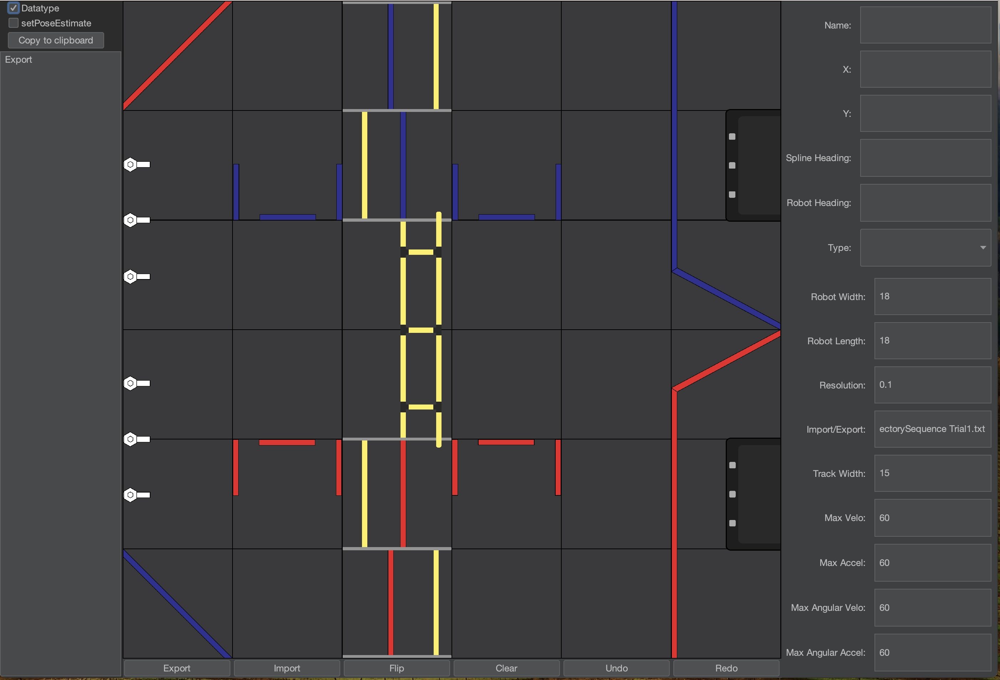 Datatype
setPoseEstimate
Copy to clipboard
Export
Name:
X:
Y:
Spline Heading:
Robot Heading:
Type:
Robot Width: 18
Robot Length: 18
Resolution: 0.1
Import/Export: ectorySequence Trial1.txt
Track Width: 15
Max Velo: 60
Max Accel: 60
Max Angular Velo: 60
Max Angular Accel: 60
Export Import Flip Clear Undo Redo